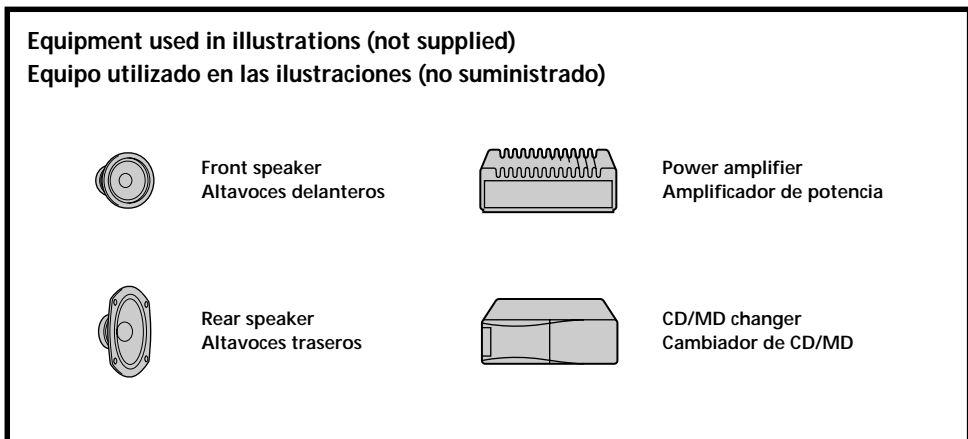 Equipment used in illustrations (not supplied)
Equipo utilizado en las ilustraciones (no suministrado)
Front speaker
Altavoces delanteros
Power amplifier
Amplificador de potencia
Rear speaker
Altavoces traseros
CD/MD changer
Cambiador de CD/MD